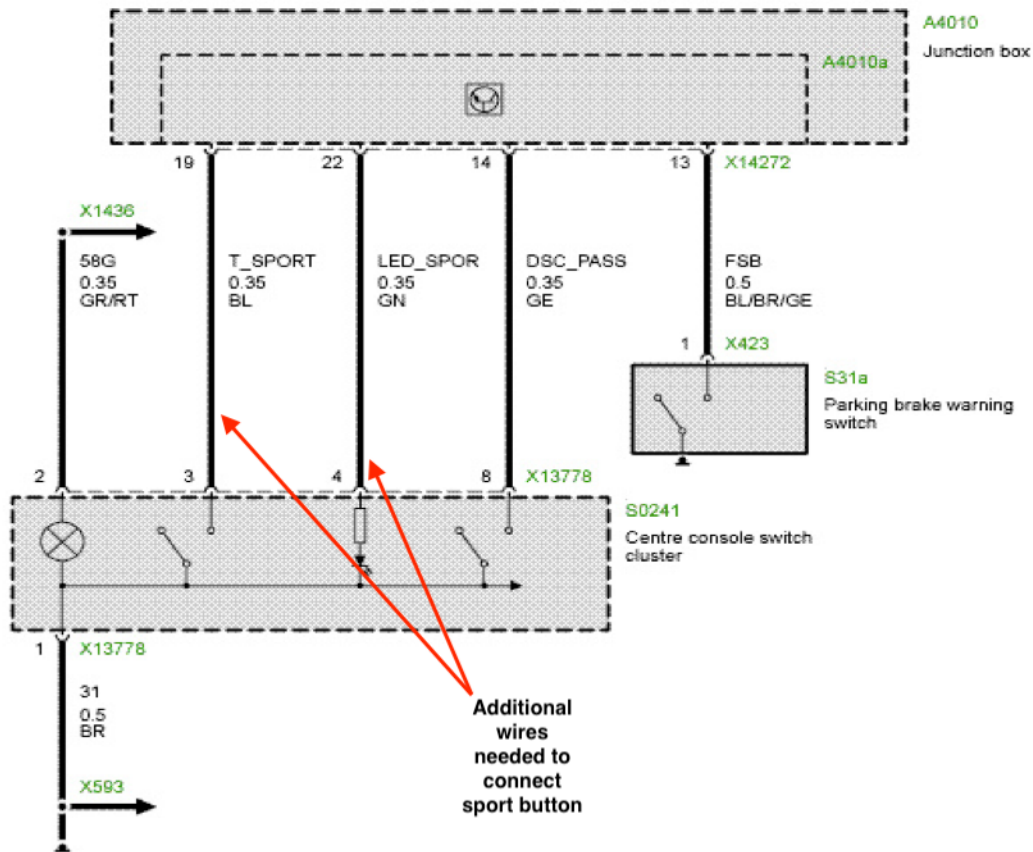 A4010
Junction box
A4010a
19
22
14
13
X14272
X1436
58G
0.35
GR/RT
T_SPORT
0.35
BL
LED_SPOR
0.35
GN
DSC_PASS
0.35
GE
FSB
0.5
BL/BR/GE
1
X423
S31a
Parking brake warning
switch
2
3
4
8
X13778
S0241
Centre console switch
cluster
1
X13778
31
0.5
BR
X593
Additional
wires
needed to
connect
sport button